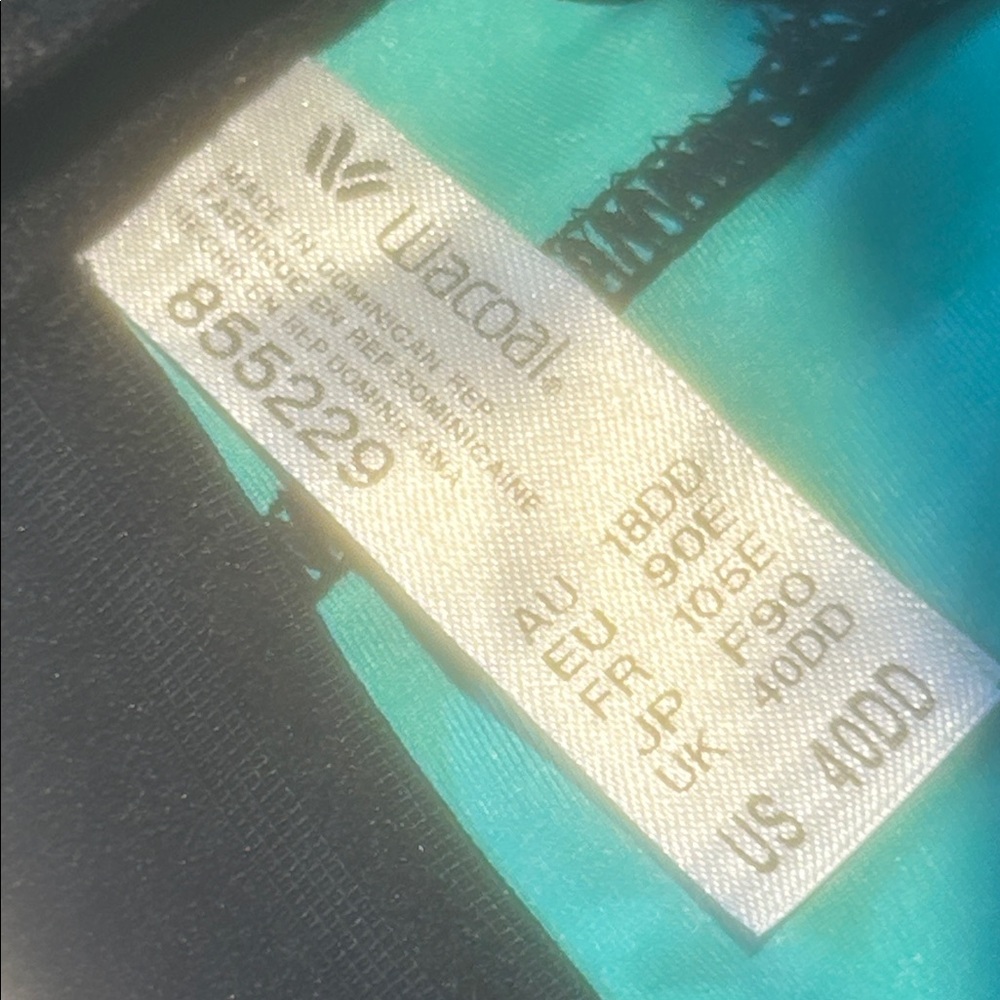 Wacoal®
MADE IN DOMINICAN REP.
FABRIQUE EN REP. DOMINICAINE
HECHO EN REP DOMINICANA
855229
AU 18DD
EU 90E
FR 105E
JP F90
UK 40DD
US 40DD